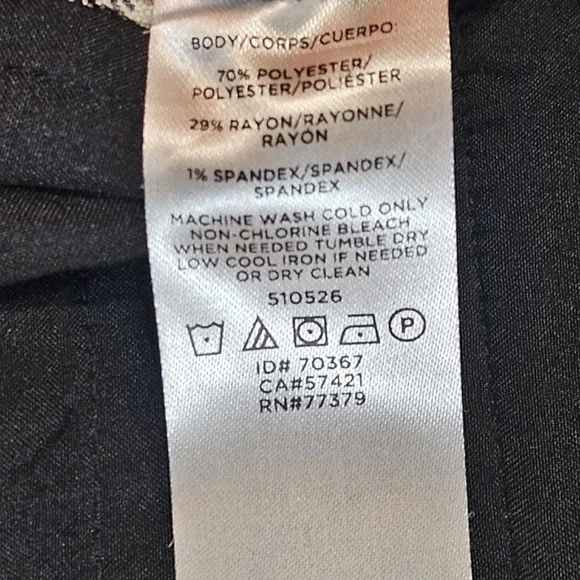 BODY/CORPS/CUERPO:
70% POLYESTER/
POLYESTER/POLIÉSTER
29% RAYON/RAYONNE/
RAYÓN
1% SPANDEX/SPANDEX/
SPANDEX
MACHINE WASH COLD ONLY
NON-CHLORINE BLEACH
WHEN NEEDED TUMBLE DRY
LOW COOL IRON IF NEEDED
OR DRY CLEAN
510526
P
ID# 70367
CA#57421
RN#77379